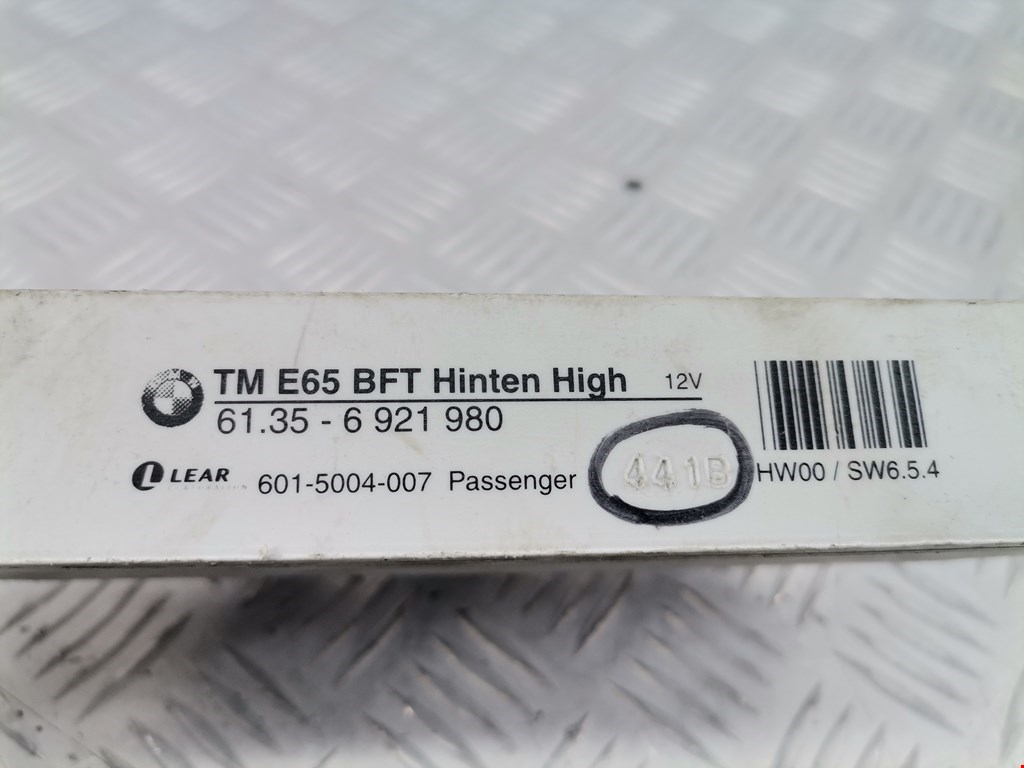 TM E65 BFT Hinten High 12V
61.35 - 6 921 980
LEAR 601-5004-007 Passenger 441B HW00 / SW6.5.4